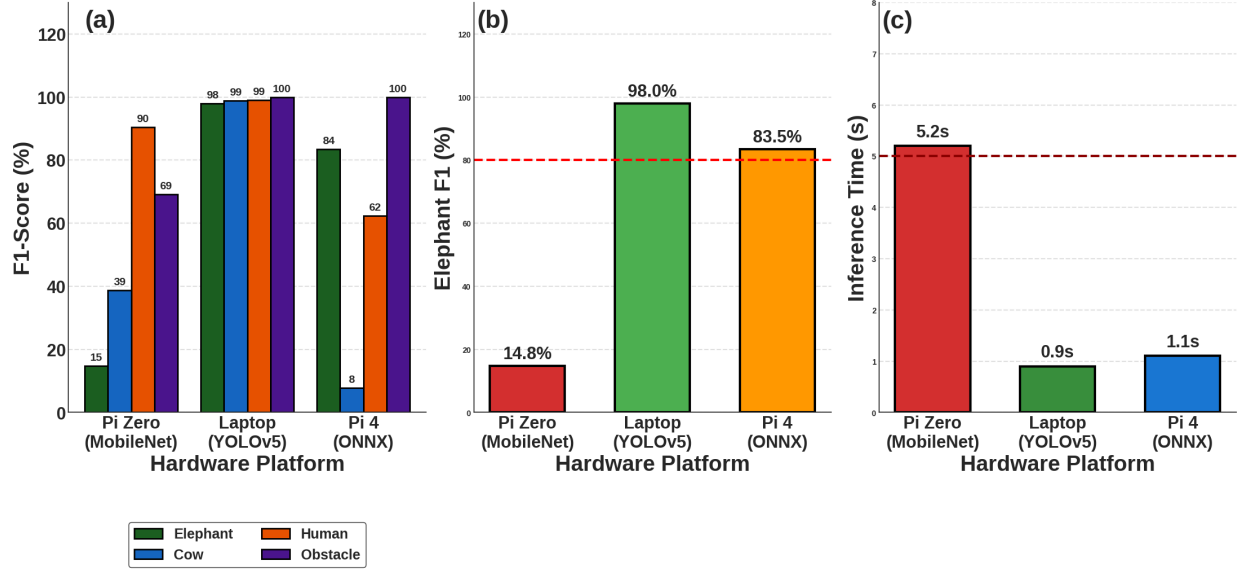 (a)
F1-Score (%)
120
100
80
60
40
20
0
15
39
90
69
98
99
99
100
84
8
62
100
Pi Zero
(MobileNet)
Laptop
(YOLOv5)
Pi 4
(ONNX)
Hardware Platform
Elephant
Human
Cow
Obstacle
(b)
Elephant F1 (%)
120
100
80
60
40
20
0
14.8%
98.0%
83.5%
Pi Zero
(MobileNet)
Laptop
(YOLOv5)
Pi 4
(ONNX)
Hardware Platform
(c)
Inference Time (s)
8
7
6
5
4
3
2
1
0
5.2s
0.9s
1.1s
Pi Zero
(MobileNet)
Laptop
(YOLOv5)
Pi 4
(ONNX)
Hardware Platform